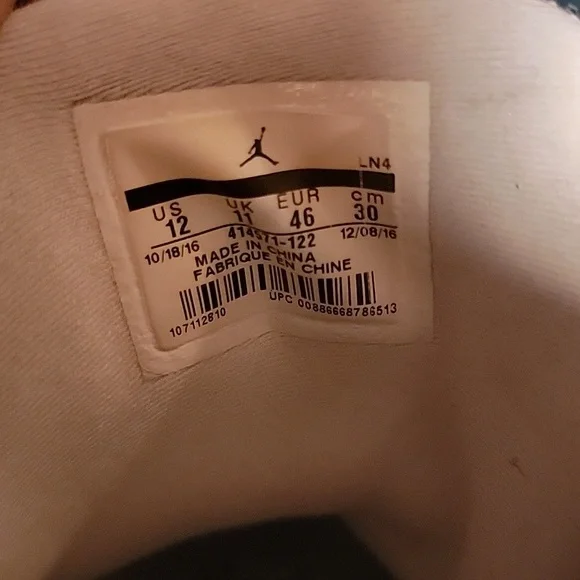 LN4
US UK EUR cm
12 11 46 30
10/18/16 414571-122 12/08/16
MADE IN CHINA
FABRIQUE EN CHINE
107112810 UPC 00886668786513